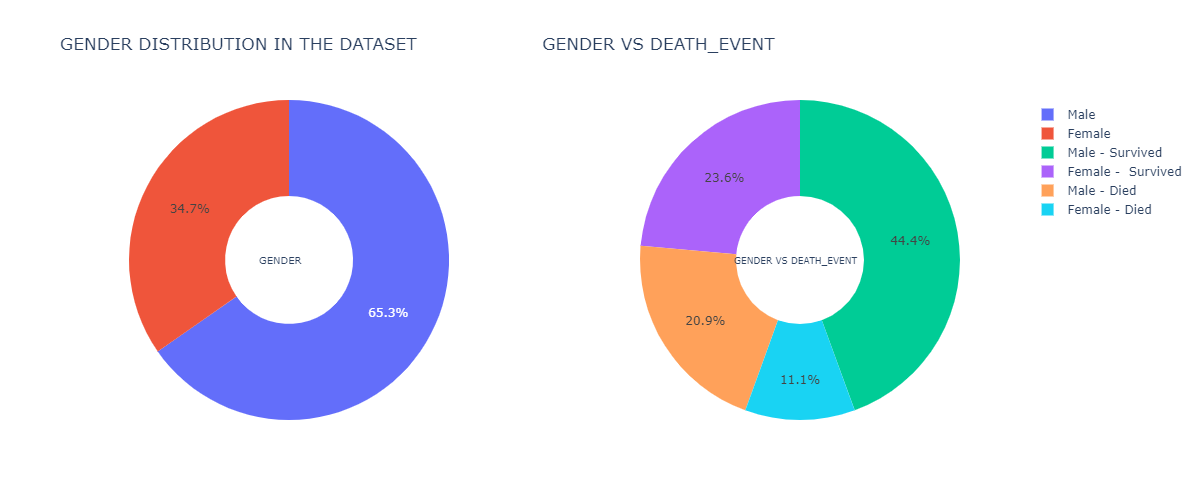 GENDER DISTRIBUTION IN THE DATASET
GENDER VS DEATH_EVENT
34.7%
GENDER
65.3%
23.6%
44.4%
GENDER VS DEATH_EVENT
20.9%
11.1%
Male
Female
Male - Survived
Female -  Survived
Male - Died
Female - Died